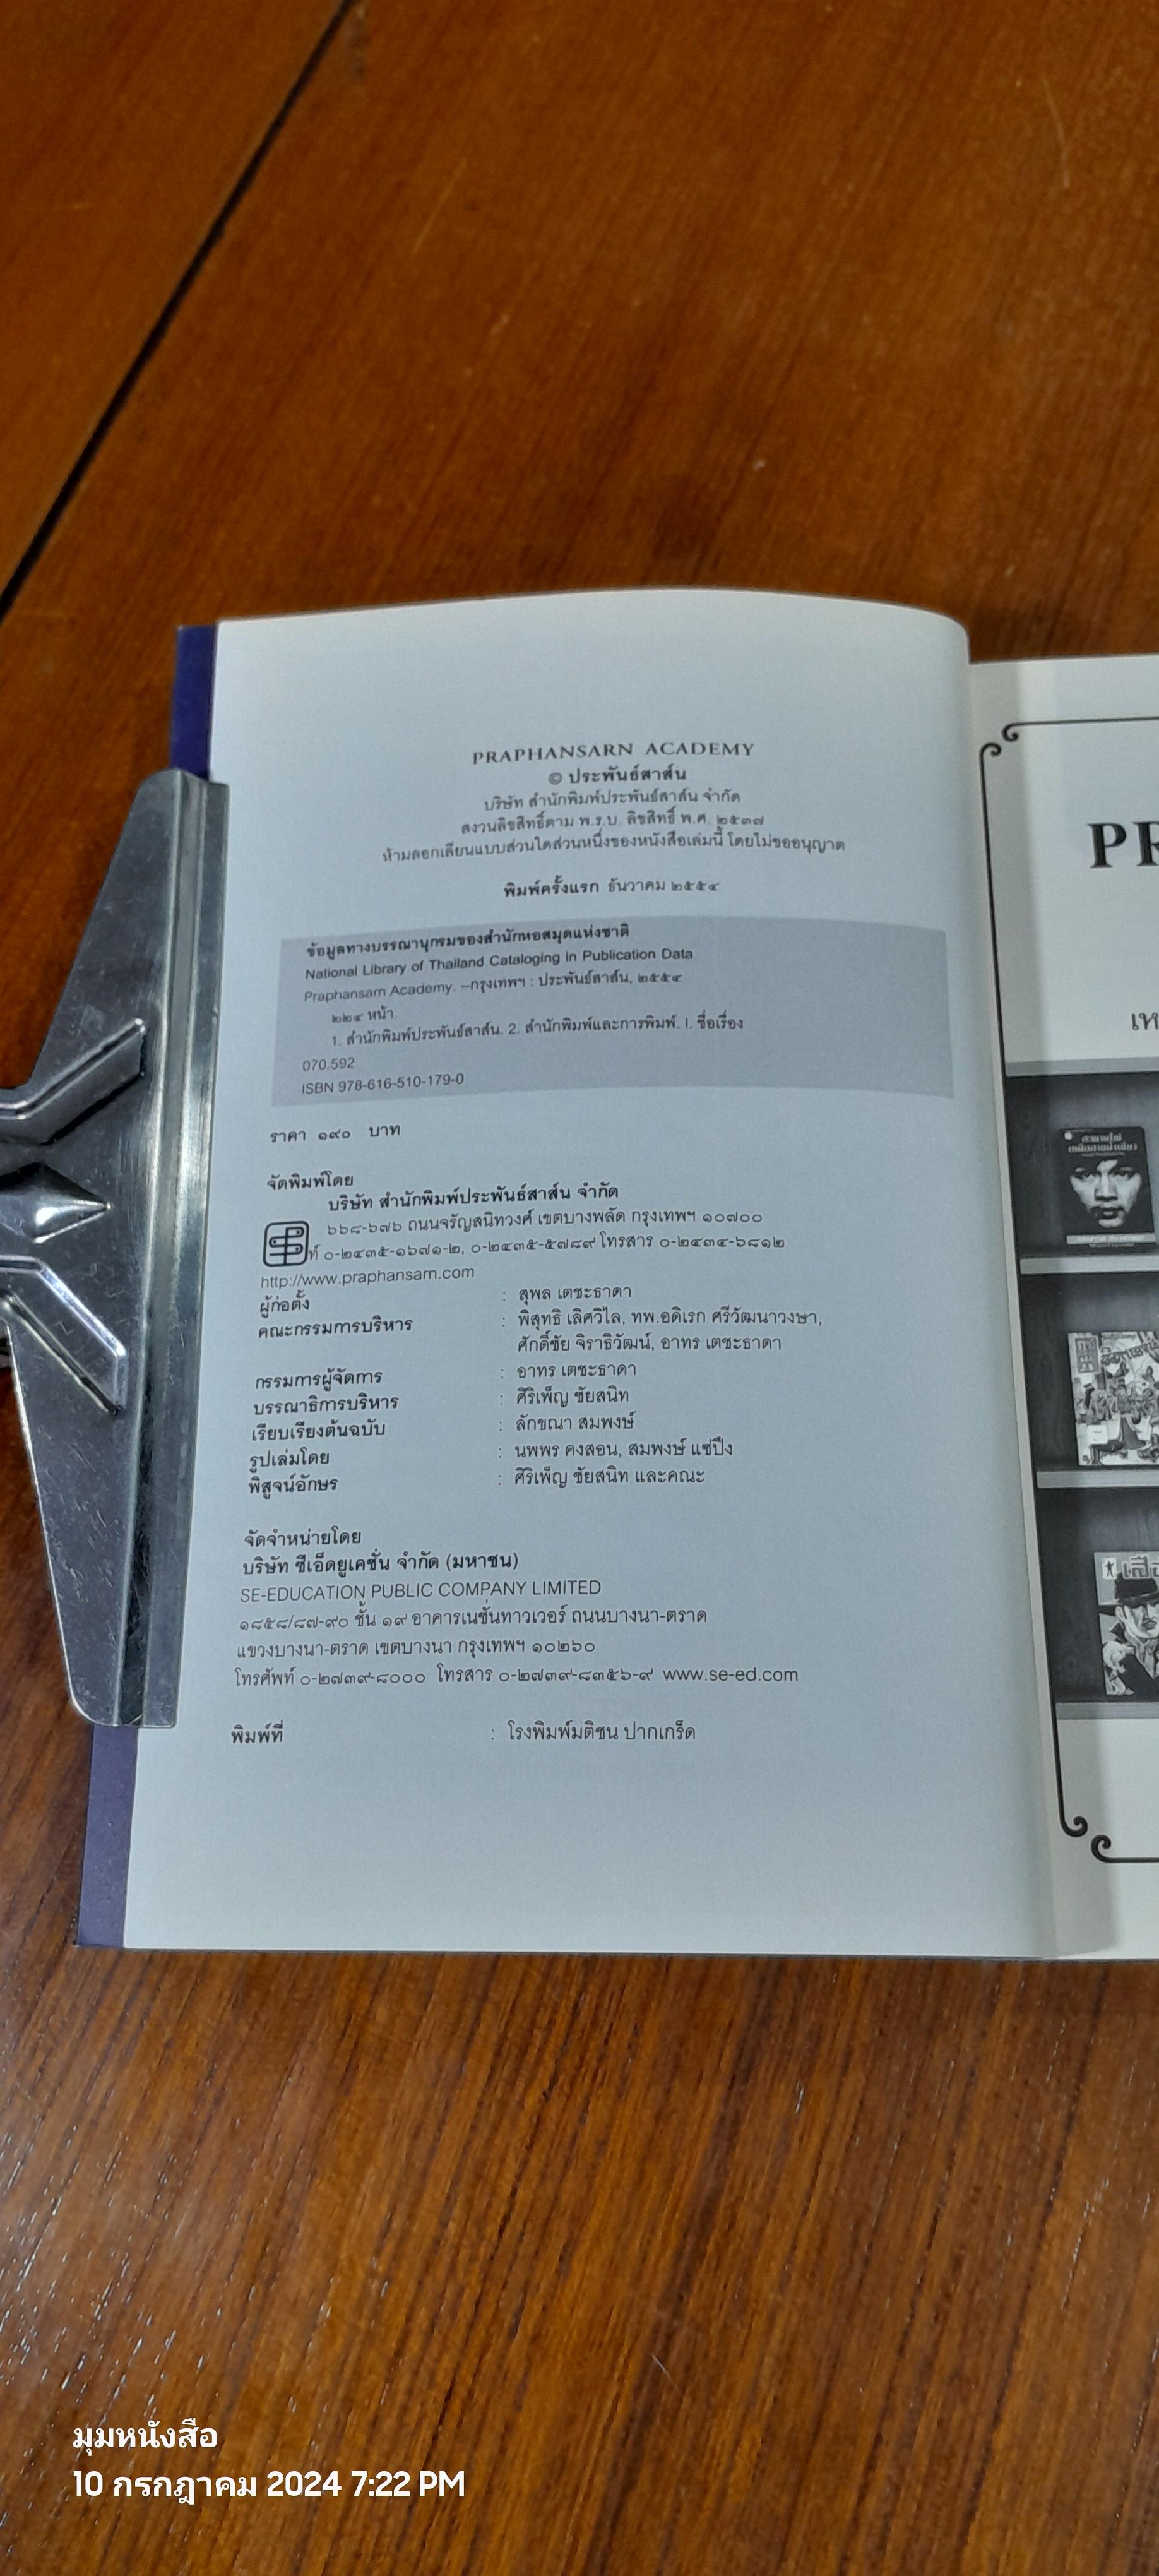 PRAPHANSARN ACADEMY
© ประพันธ์สาส์น
บริษัท สำนักพิมพ์ประพันธ์สาส์น จำกัด
สงวนลิขสิทธิ์ตาม พ.ร.บ. ลิขสิทธิ์ พ.ศ. ๒๕๓๗
ห้ามลอกเลียนแบบส่วนใดส่วนหนึ่งของหนังสือเล่มนี้ โดยไม่ขออนุญาต
พิมพ์ครั้งแรก ธันวาคม ๒๕๕๔
ข้อมูลทางบรรณานุกรมของสำนักหอสมุดแห่งชาติ
National Library of Thailand Cataloging in Publication Data
Praphansarn Academy. --กรุงเทพฯ : ประพันธ์สาส์น, ๒๕๕๔
๒๒๔ หน้า.
1. สำนักพิมพ์ประพันธ์สาส์น. 2. สำนักพิมพ์และการพิมพ์. I. ชื่อเรื่อง
070.592
ISBN 978-616-510-179-0
ราคา ๑๙๐ บาท
จัดพิมพ์โดย
บริษัท สำนักพิมพ์ประพันธ์สาส์น จำกัด
๖๖๘-๖๗๖ ถนนจรัญสนิทวงศ์ เขตบางพลัด กรุงเทพฯ ๑๐๗๐๐
ท์ ๐-๒๔๓๕-๑๖๗๑-๒, ๐-๒๔๓๕-๕๗๘๙ โทรสาร ๐-๒๔๓๔-๖๘๑๒
http://www.praphansarn.com
ผู้ก่อตั้ง : สุพล เตชะธาดา
คณะกรรมการบริหาร : พิสุทธิ เลิศวิไล, ทพ.อดิเรก ศรีวัฒนาวงษา,
ศักดิ์ชัย จิราธิวัฒน์, อาทร เตชะธาดา
กรรมการผู้จัดการ : อาทร เตชะธาดา
บรรณาธิการบริหาร : ศิริเพ็ญ ชัยสนิท
เรียบเรียงต้นฉบับ : ลักขณา สมพงษ์
รูปเล่มโดย : นพพร คงสอน, สมพงษ์ แซ่ปึง
พิสูจน์อักษร : ศิริเพ็ญ ชัยสนิท และคณะ
จัดจำหน่ายโดย
บริษัท ซีเอ็ดยูเคชั่น จำกัด (มหาชน)
SE-EDUCATION PUBLIC COMPANY LIMITED
๑๘๕๘/๘๗-๙๐ ชั้น ๑๙ อาคารเนชั่นทาวเวอร์ ถนนบางนา-ตราด
แขวงบางนา-ตราด เขตบางนา กรุงเทพฯ ๑๐๒๖๐
โทรศัพท์ ๐-๒๗๓๙-๘๐๐๐ โทรสาร ๐-๒๗๓๙-๘๓๕๖-๙ www.se-ed.com
พิมพ์ที่ : โรงพิมพ์มติชน ปากเกร็ด
PR
เห
มุมหนังสือ
10 กรกฎาคม 2024 7:22 PM